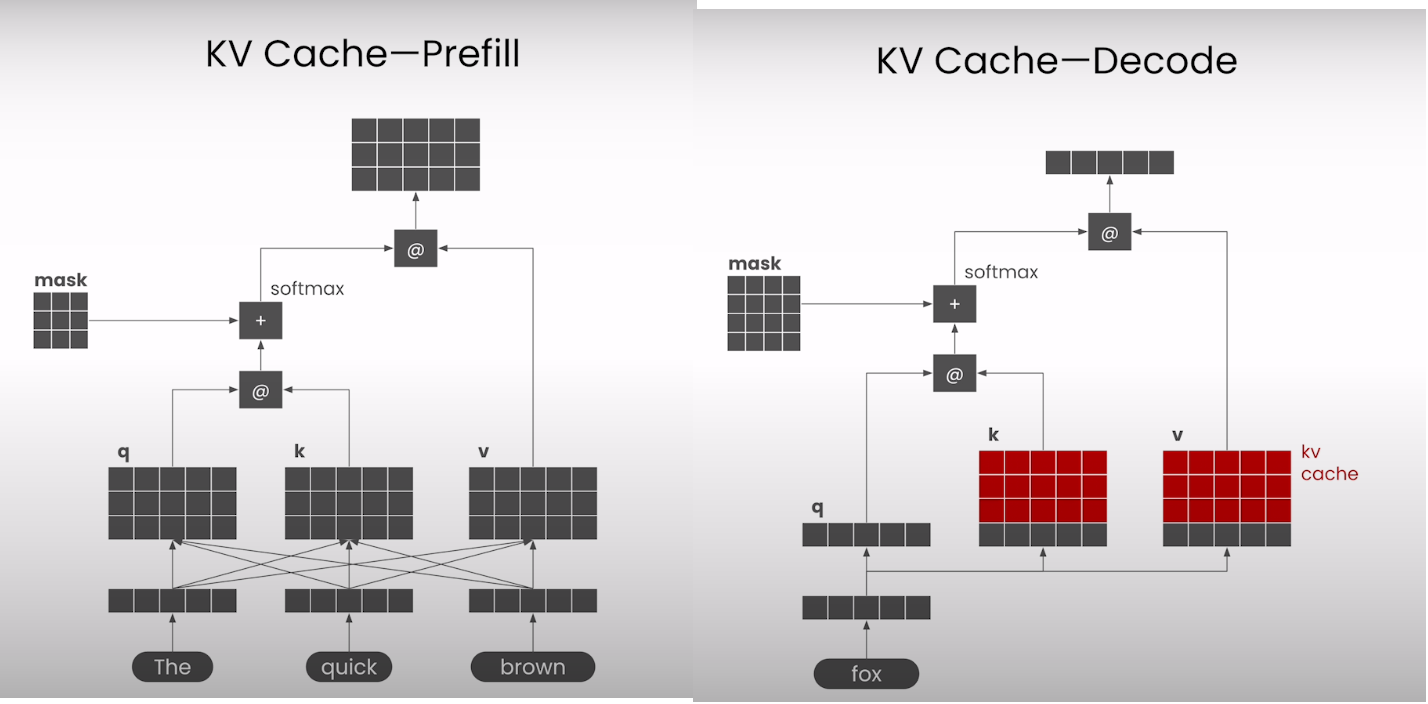 KV Cache—Prefill
@
mask
softmax
+
@
q
k
v
The
quick
brown
KV Cache—Decode
@
mask
softmax
+
@
k
v
kv
cache
q
fox